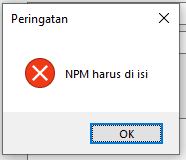 Peringatan
NPM harus di isi
OK